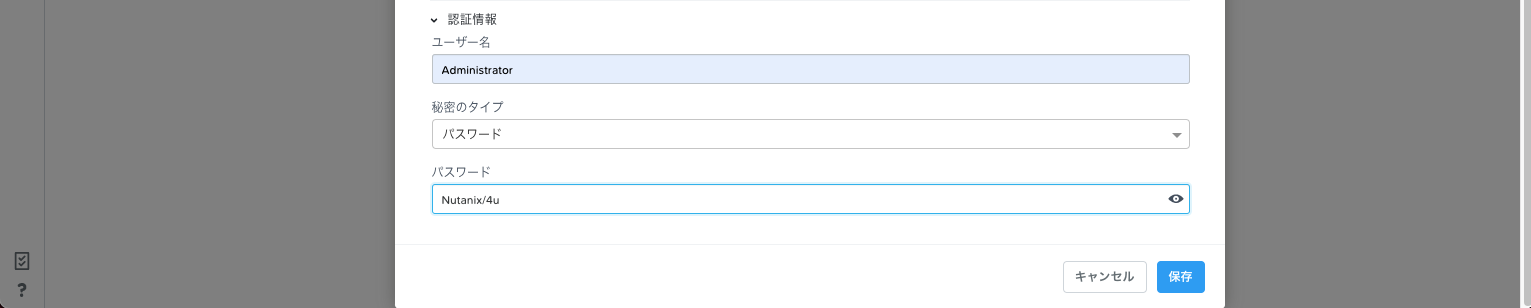 認証情報
ユーザー名
Administrator
秘密のタイプ
パスワード
パスワード
Nutanix/4u
キャンセル
保存
?